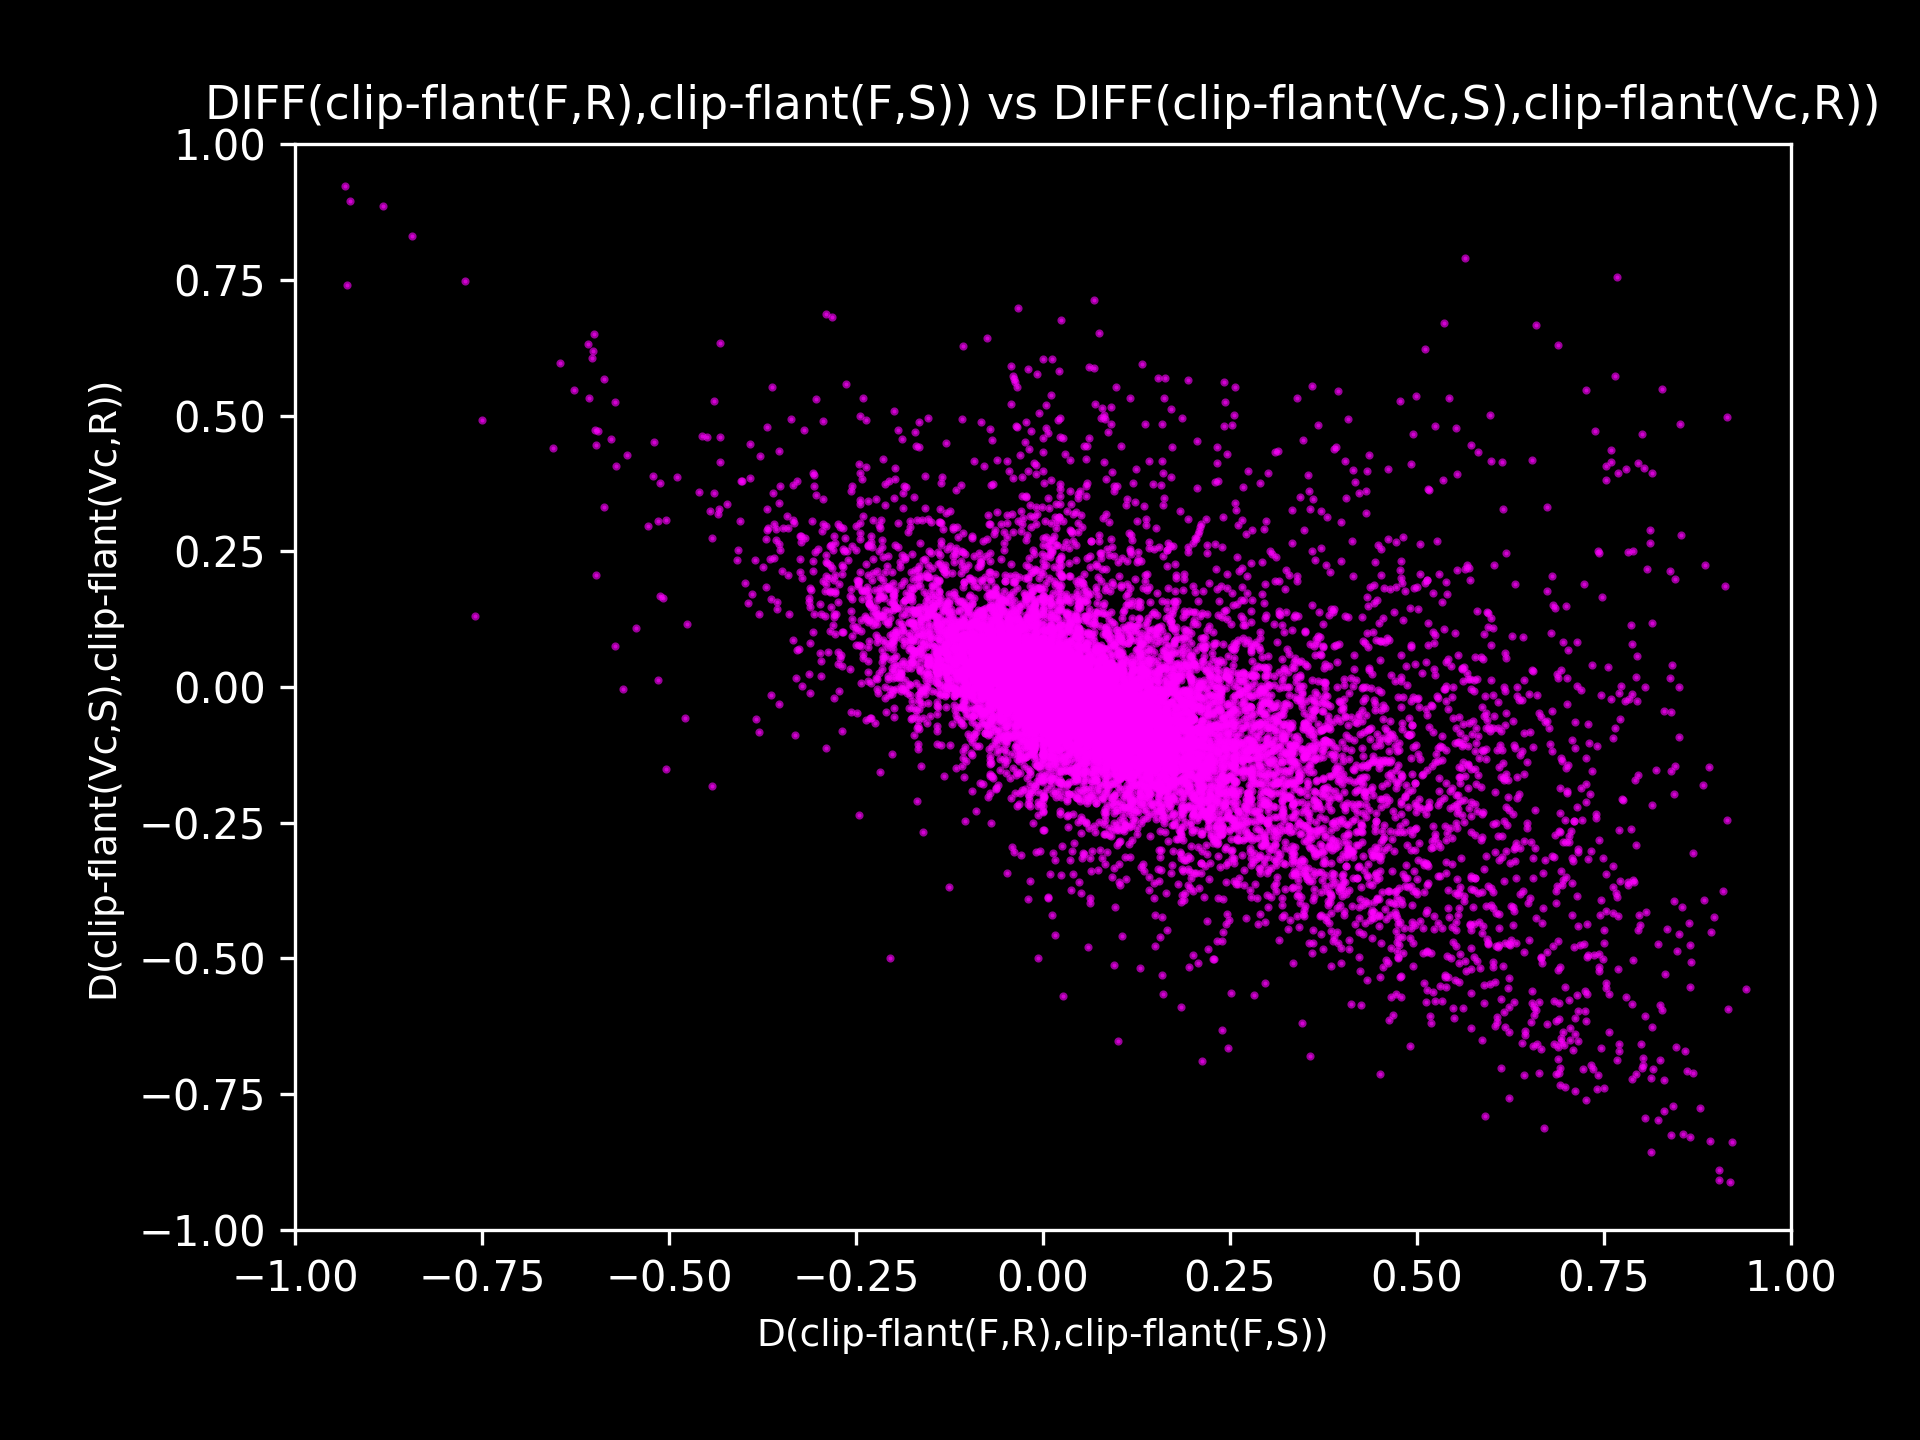 DIFF(clip-flant(F,R),clip-flant(F,S)) vs DIFF(clip-flant(Vc,S),clip-flant(Vc,R))
1.00
0.75
0.50
0.25
0.00
−0.25
−0.50
−0.75
−1.00
D(clip-flant(Vc,S),clip-flant(Vc,R))
−1.00 −0.75 −0.50 −0.25 0.00 0.25 0.50 0.75 1.00
D(clip-flant(F,R),clip-flant(F,S))